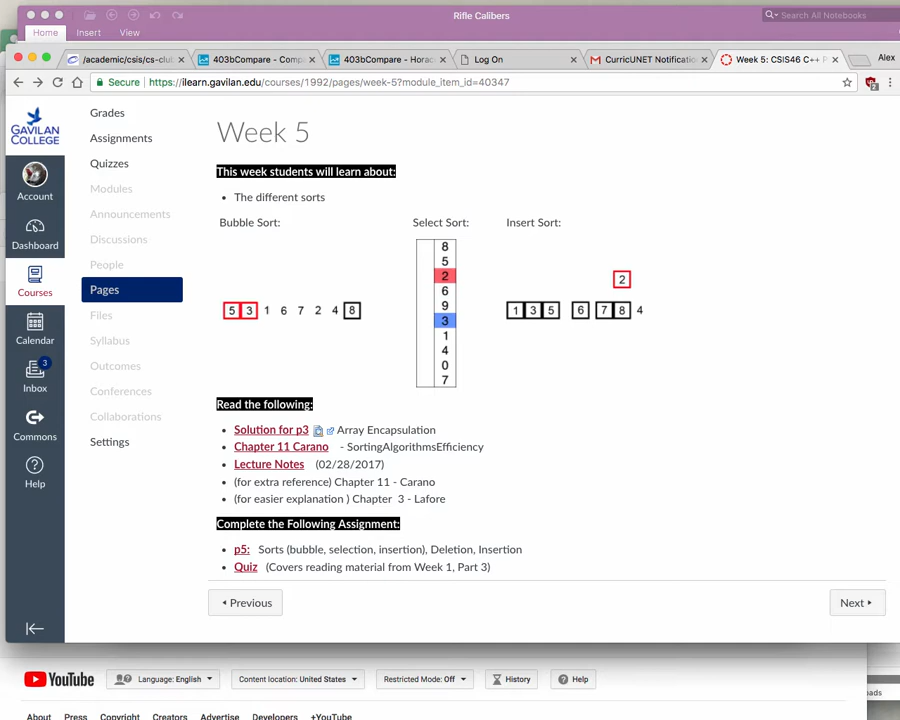 Rifle Calibers
Search All Notebooks
Home Insert View
/academic/csis/cs-clu 403bCompare - Comp 403bCompare - Horac Log On CurricUNET Notificatio Week 5: CSIS46 C++ P Alex
Secure https://ilearn.gavilan.edu/courses/1992/pages/week-5?module_item_id=40347
2
GAVILAN
COLLEGE
Account
Dashboard
Courses
Calendar
3
Inbox
Commons
Help
Grades
Assignments
Quizzes
Modules
Announcements
Discussions
People
Pages
Files
Syllabus
Outcomes
Conferences
Collaborations
Settings
Week 5
This week students will learn about:
• The different sorts
Bubble Sort: Select Sort: Insert Sort:
5 3 1 6 7 2 4 8
8
5
2
6
9
3
1
4
0
7
2
1 3 5 6 7 8 4
Read the following:
• Solution for p3 Array Encapsulation
• Chapter 11 Carano - SortingAlgorithmsEfficiency
• Lecture Notes (02/28/2017)
• (for extra reference) Chapter 11 - Carano
• (for easier explanation ) Chapter 3 - Lafore
Complete the Following Assignment:
• p5: Sorts (bubble, selection, insertion), Deletion, Insertion
• Quiz (Covers reading material from Week 1, Part 3)
Previous Next
YouTube Language: English Content location: United States Restricted Mode: Off History Help
oads
About Press Copyright Creators Advertise Developers +YouTube